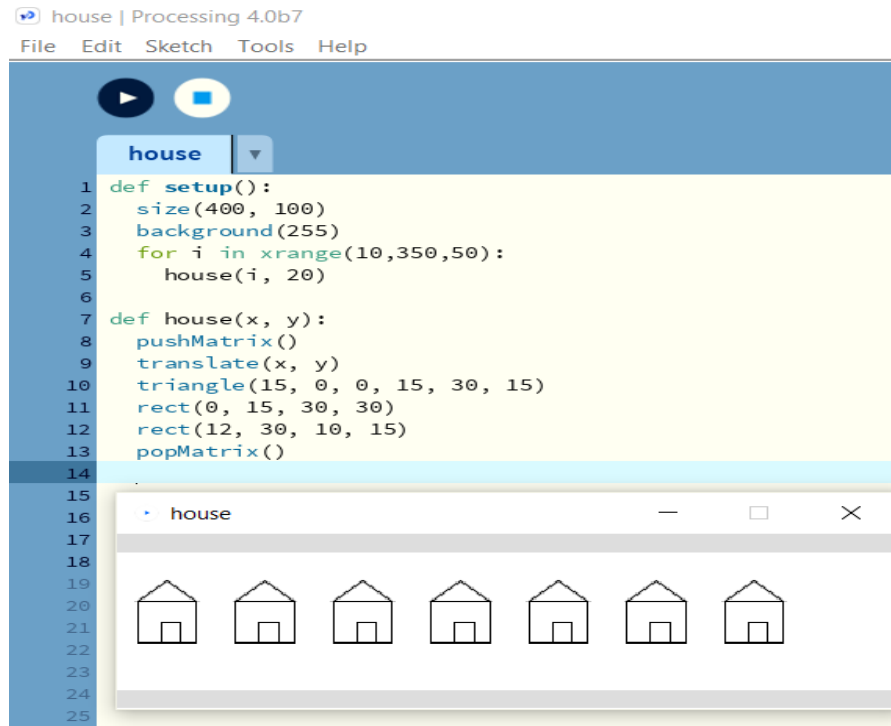 house | Processing 4.0b7
File Edit Sketch Tools Help
house
1 def setup():
2   size(400, 100)
3   background(255)
4   for i in xrange(10,350,50):
5     house(i, 20)
6
7 def house(x, y):
8   pushMatrix()
9   translate(x, y)
10   triangle(15, 0, 0, 15, 30, 15)
11   rect(0, 15, 30, 30)
12   rect(12, 30, 10, 15)
13   popMatrix()
14
15
16 house
17
18
19
20
21
22
23
24
25